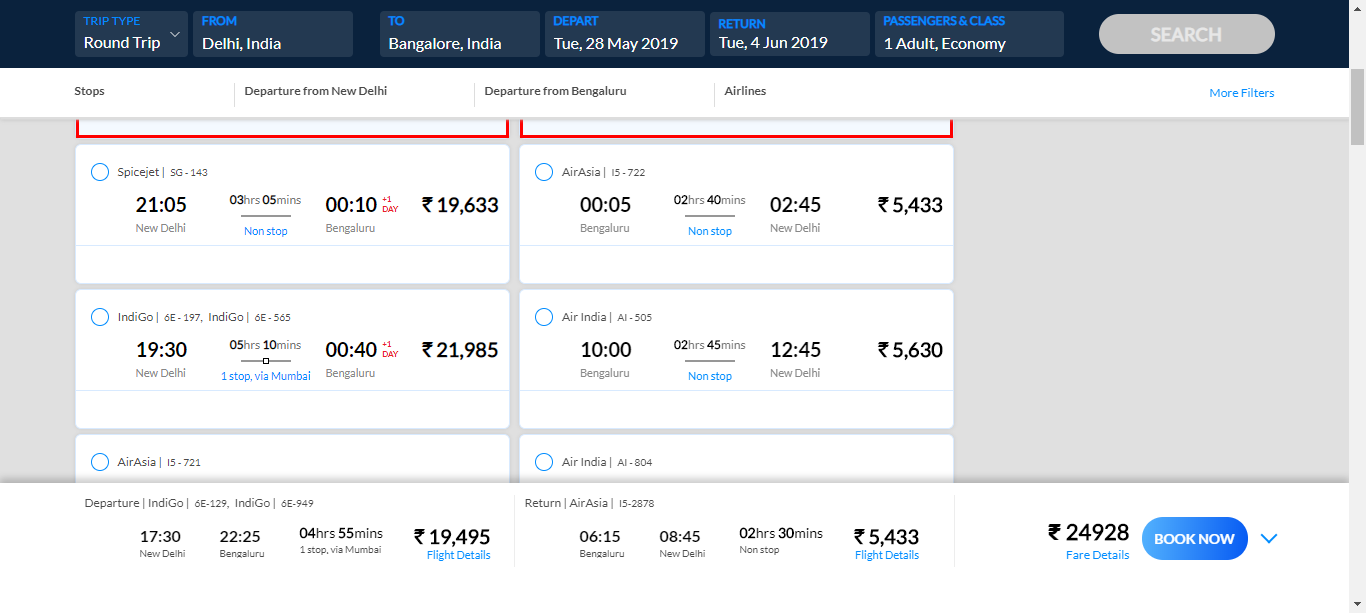 TRIP TYPE
Round Trip
FROM
Delhi, India
TO
Bangalore, India
DEPART
Tue, 28 May 2019
RETURN
Tue, 4 Jun 2019
PASSENGERS & CLASS
1 Adult, Economy
SEARCH
Stops
Departure from New Delhi
Departure from Bengaluru
Airlines
More Filters
Spicejet | SG - 143
21:05
New Delhi
03hrs 05mins
Non stop
00:10 +1 DAY
Bengaluru
₹ 19,633
AirAsia | I5 - 722
00:05
Bengaluru
02hrs 40mins
Non stop
02:45
New Delhi
₹ 5,433
IndiGo | 6E - 197, IndiGo | 6E - 565
19:30
New Delhi
05hrs 10mins
1 stop, via Mumbai
00:40 +1 DAY
Bengaluru
₹ 21,985
Air India | AI - 505
10:00
Bengaluru
02hrs 45mins
Non stop
12:45
New Delhi
₹ 5,630
AirAsia | I5 - 721
Air India | AI - 804
Departure | IndiGo | 6E-129, IndiGo | 6E-949
17:30
New Delhi
22:25
Bengaluru
04hrs 55mins
1 stop, via Mumbai
₹ 19,495
Flight Details
Return | AirAsia | I5-2878
06:15
Bengaluru
08:45
New Delhi
02hrs 30mins
Non stop
₹ 5,433
Flight Details
₹ 24928
Fare Details
BOOK NOW